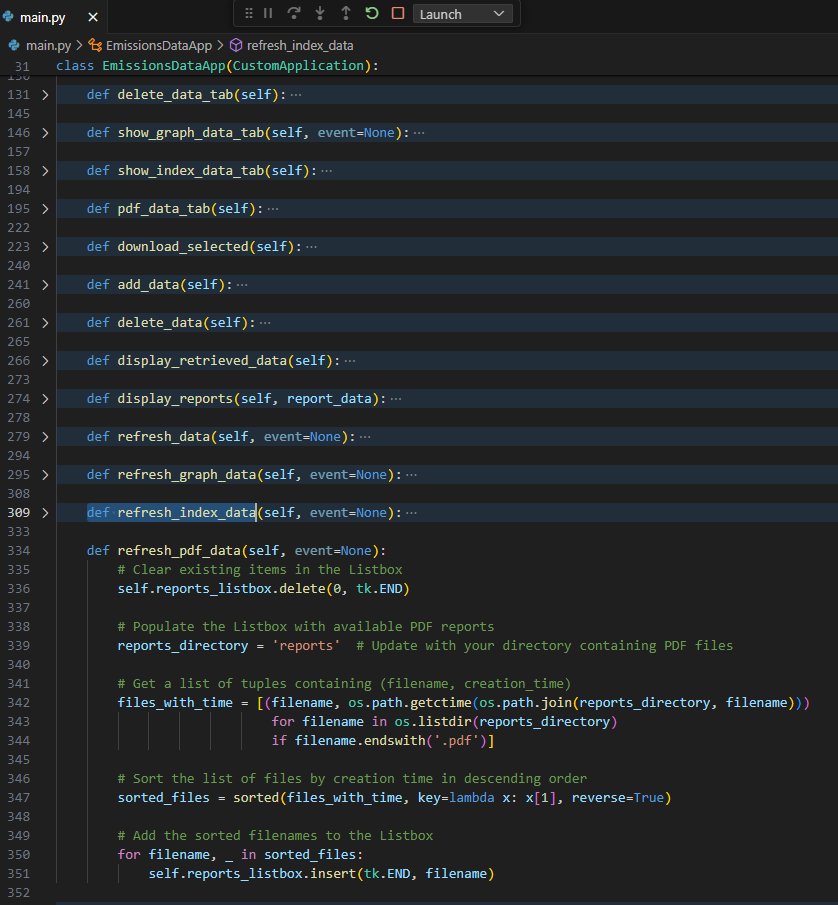 main.py ×
Launch
main.py > EmissionsDataApp > refresh_index_data
31 class EmissionsDataApp(CustomApplication):
130
131 def delete_data_tab(self): ...
145
146 def show_graph_data_tab(self, event=None): ...
157
158 def show_index_data_tab(self): ...
194
195 def pdf_data_tab(self): ...
222
223 def download_selected(self): ...
240
241 def add_data(self): ...
260
261 def delete_data(self): ...
265
266 def display_retrieved_data(self): ...
273
274 def display_reports(self, report_data): ...
278
279 def refresh_data(self, event=None): ...
294
295 def refresh_graph_data(self, event=None): ...
308
309 def refresh_index_data(self, event=None): ...
333
334 def refresh_pdf_data(self, event=None):
335 # Clear existing items in the Listbox
336 self.reports_listbox.delete(0, tk.END)
337
338 # Populate the Listbox with available PDF reports
339 reports_directory = 'reports'  # Update with your directory containing PDF files
340
341 # Get a list of tuples containing (filename, creation_time)
342 files_with_time = [(filename, os.path.getctime(os.path.join(reports_directory, filename)))
343 for filename in os.listdir(reports_directory)
344 if filename.endswith('.pdf')]
345
346 # Sort the list of files by creation time in descending order
347 sorted_files = sorted(files_with_time, key=lambda x: x[1], reverse=True)
348
349 # Add the sorted filenames to the Listbox
350 for filename, _ in sorted_files:
351 self.reports_listbox.insert(tk.END, filename)
352